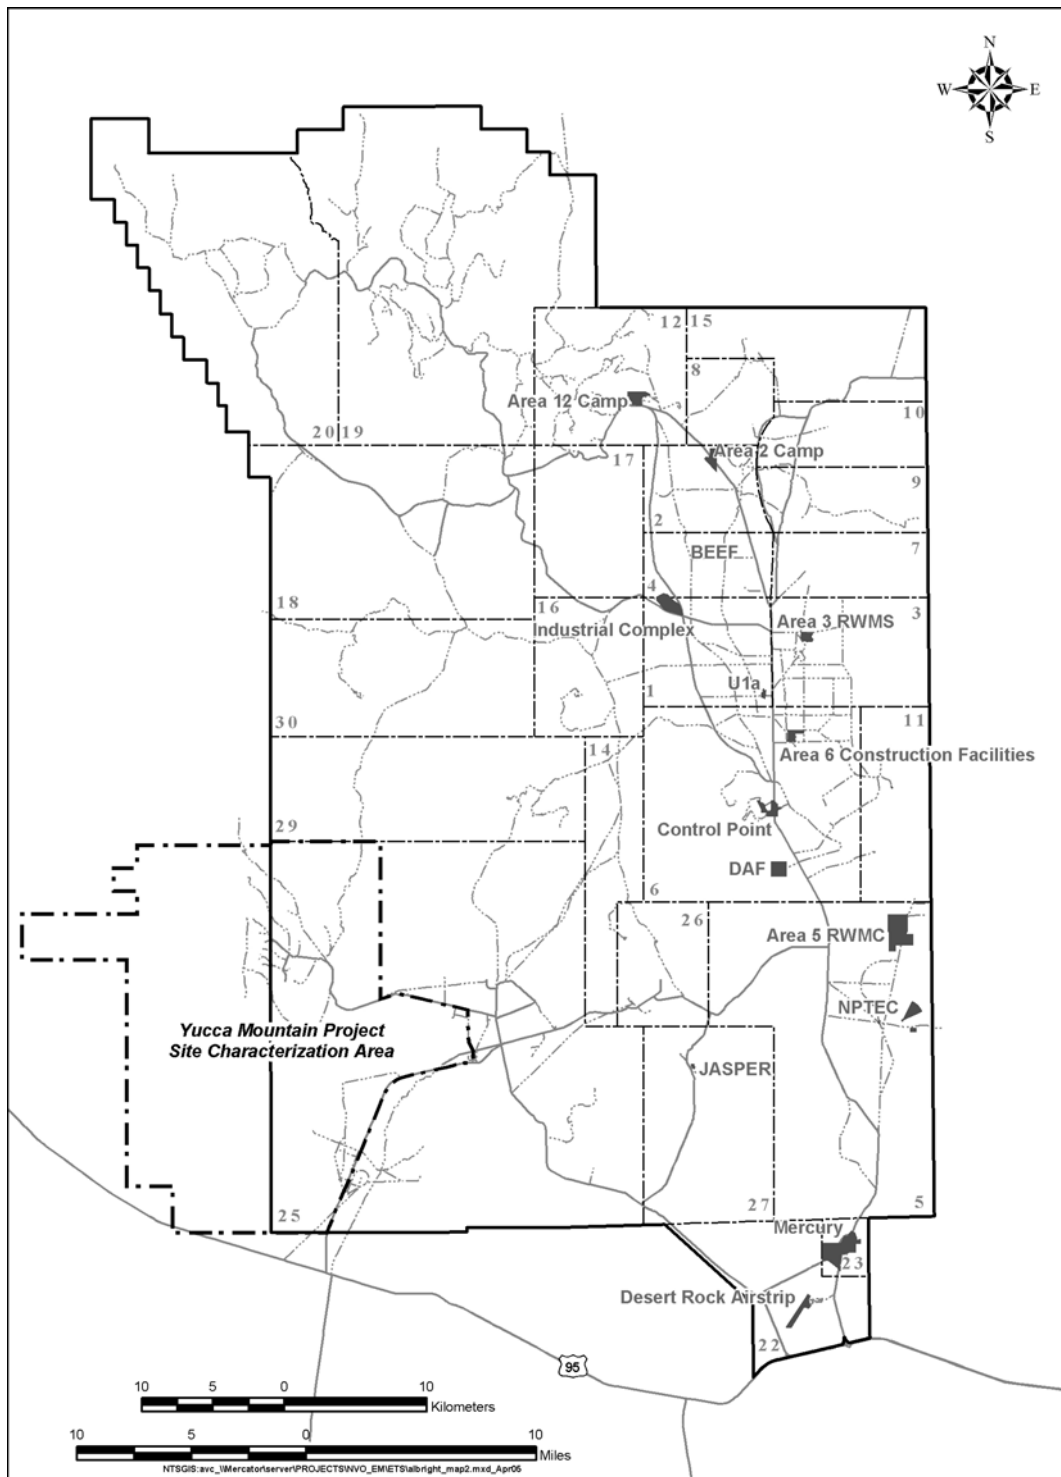 N
W E
S
12 15
8
Area 12 Camp
10
20 19
17
Area 2 Camp
9
2
BEEF
7
18
16
4
3
Industrial Complex
Area 3 RWMS
U1a
1
30
14
11
Area 6 Construction Facilities
29
Control Point
DAF
6
26
Area 5 RWMC
NPTEC
Yucca Mountain Project
Site Characterization Area
JASPER
25
27
5
Mercury
23
Desert Rock Airstrip
22
95
10 5 0 10
Kilometers
10 5 0 10
Miles
NTSGIS:avc_\\Mercator\server\PROJECTS\NVO_EM\ETS\albright_map2.mxd_Apr05